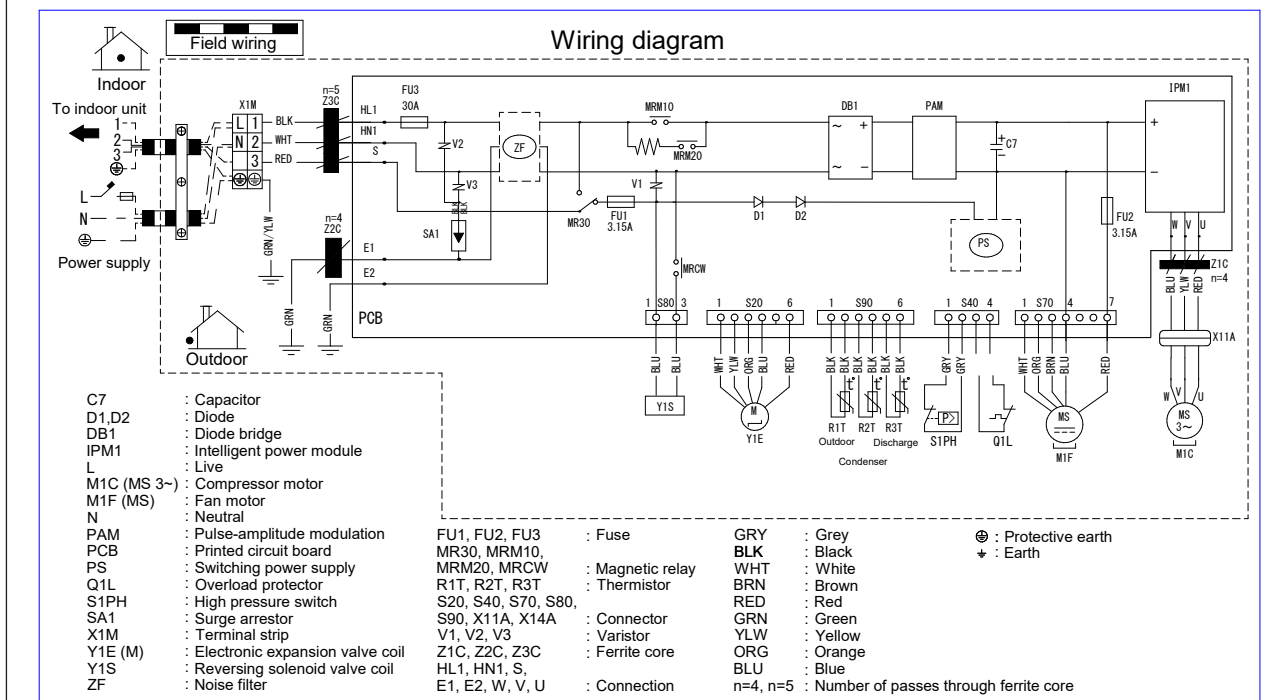 Wiring diagram
Field wiring
Indoor
To indoor unit
1
2
3
X1M
L 1
N 2
3
BLK
WHT
RED
n=5
Z3C
HL1
HN1
S
FU3
30A
V2
V3
BLK
BLK
SA1
ZF
MRM10
MRM20
MR30
FU1
3.15A
V1
MRCW
D1
D2
DB1
~ +
~ −
PAM
+
−
C7
PS
IPM1
+
−
FU2
3.15A
W V U
Z1C
n=4
BLU
YLW
RED
X11A
W V U
MS
3~
M1C
L
N
Power supply
GRN/YLW
n=4
Z2C
E1
E2
GRN
GRN
PCB
Outdoor
1 S80 3
BLU
BLU
Y1S
1 S20 6
WHT
YLW
ORG
BLU
RED
M
Y1E
1 S90 6
BLK
BLK
BLK
BLK
BLK
BLK
t°
t°
t°
R1T R2T R3T
Outdoor Discharge
Condenser
1 S40 4
GRY
GRY
P>
S1PH
Q1L
1 S70 4 7
WHT
ORG
BRN
BLU
RED
MS
M1F
C7 : Capacitor
D1,D2 : Diode
DB1 : Diode bridge
IPM1 : Intelligent power module
L : Live
M1C (MS 3~) : Compressor motor
M1F (MS) : Fan motor
N : Neutral
PAM : Pulse-amplitude modulation
PCB : Printed circuit board
PS : Switching power supply
Q1L : Overload protector
S1PH : High pressure switch
SA1 : Surge arrestor
X1M : Terminal strip
Y1E (M) : Electronic expansion valve coil
Y1S : Reversing solenoid valve coil
ZF : Noise filter
FU1, FU2, FU3 : Fuse
MR30, MRM10,
MRM20, MRCW : Magnetic relay
R1T, R2T, R3T : Thermistor
S20, S40, S70, S80,
S90, X11A, X14A : Connector
V1, V2, V3 : Varistor
Z1C, Z2C, Z3C : Ferrite core
HL1, HN1, S,
E1, E2, W, V, U : Connection
GRY : Grey
BLK : Black
WHT : White
BRN : Brown
RED : Red
GRN : Green
YLW : Yellow
ORG : Orange
BLU : Blue
n=4, n=5 : Number of passes through ferrite core
: Protective earth
: Earth